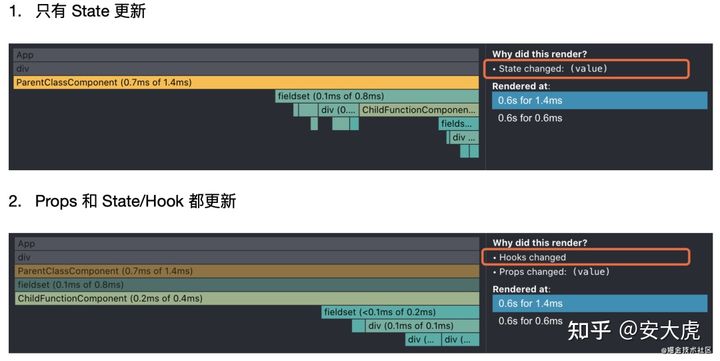 1. 只有 State 更新
App
div
ParentClassComponent (0.7ms of 1.4ms)
fieldset (0.1ms of 0.8ms)
div (0.... ChildFunctionComponen...
fields...
div ...
Why did this render?
• State changed: (value)
Rendered at:
0.6s for 1.4ms
0.6s for 0.6ms
2. Props 和 State/Hook 都更新
App
div
ParentClassComponent (0.7ms of 1.4ms)
fieldset (0.1ms of 0.8ms)
ChildFunctionComponent (0.2ms of 0.4ms)
fieldset (<0.1ms of 0.2ms)
div (0.1ms of 0.1ms)
div (... div (...
Why did this render?
• Hooks changed
• Props changed: (value)
Rendered at:
0.6s for 1.4ms
0.6s for 0.6ms
知乎 @安大虎
@掘金技术社区